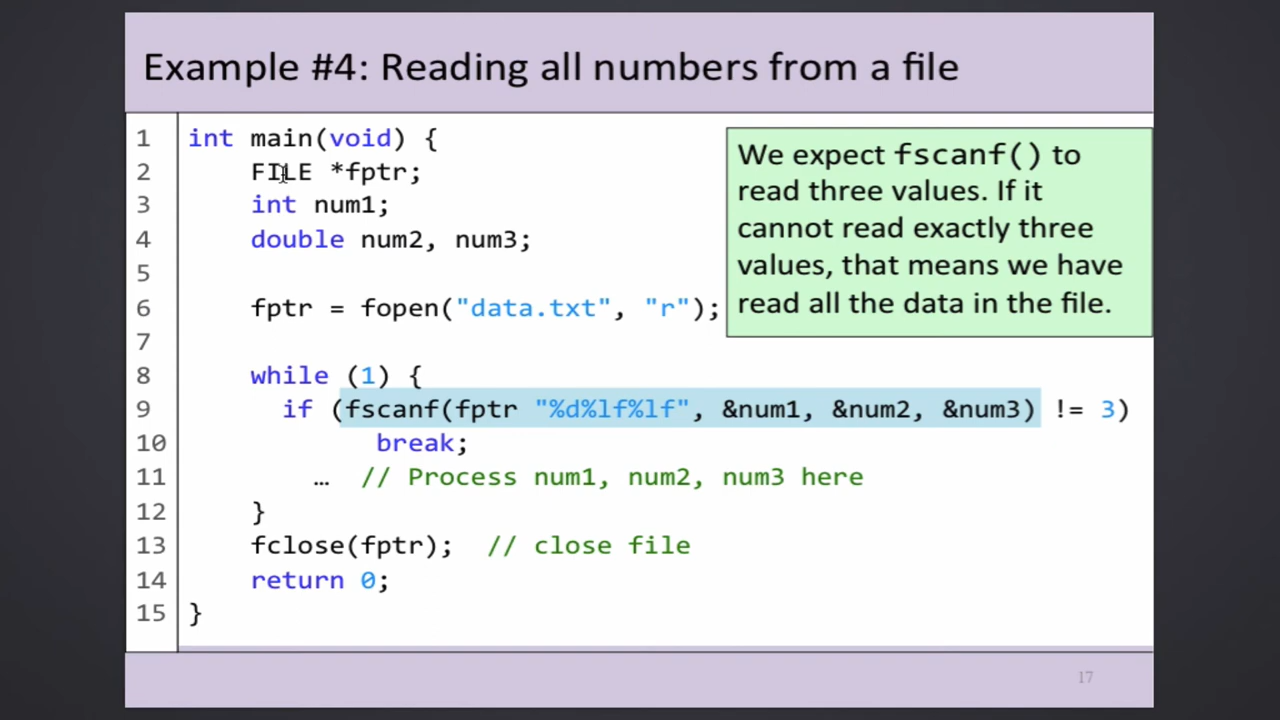 Example #4: Reading all numbers from a file
1 int main(void) {
2 FILE *fptr;
3 int num1;
4 double num2, num3;
5
6 fptr = fopen("data.txt", "r");
7
8 while (1) {
9 if (fscanf(fptr "%d%lf%lf", &num1, &num2, &num3) != 3)
10 break;
11 … // Process num1, num2, num3 here
12 }
13 fclose(fptr); // close file
14 return 0;
15 }
We expect fscanf() to
read three values. If it
cannot read exactly three
values, that means we have
read all the data in the file.
17